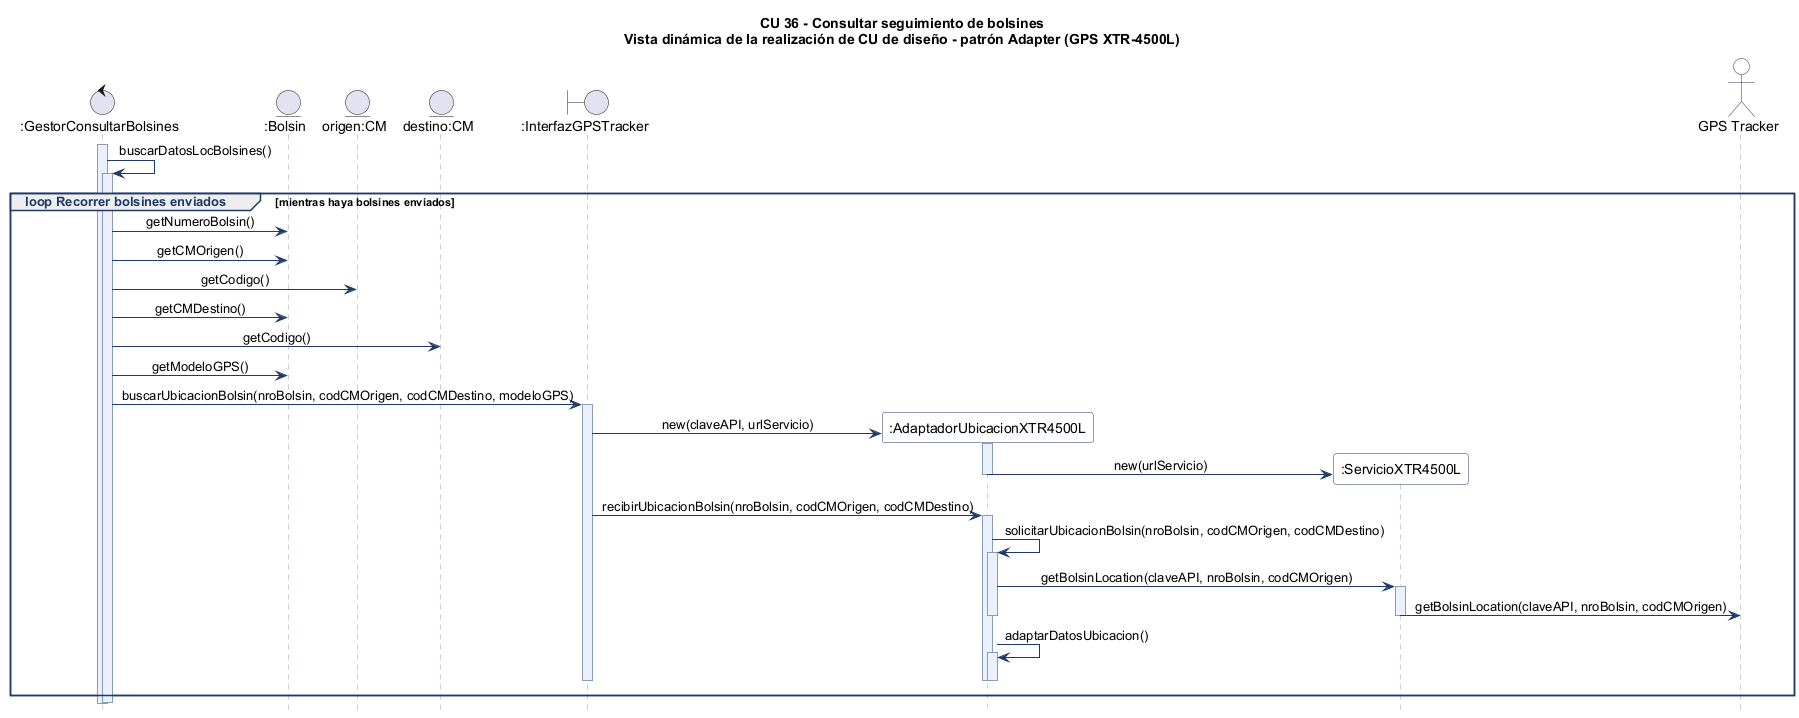 CU 36 - Consultar seguimiento de bolsines
Vista dinámica de la realización de CU de diseño - patrón Adapter (GPS XTR-4500L)
:GestorConsultarBolsines
:Bolsin
origen:CM
destino:CM
:InterfazGPSTracker
GPS Tracker
buscarDatosLocBolsines()
loop Recorrer bolsines enviados
[mientras haya bolsines enviados]
getNumeroBolsin()
getCMOrigen()
getCodigo()
getCMDestino()
getCodigo()
getModeloGPS()
buscarUbicacionBolsin(nroBolsin, codCMOrigen, codCMDestino, modeloGPS)
new(claveAPI, urlServicio)
:AdaptadorUbicacionXTR4500L
new(urlServicio)
:ServicioXTR4500L
recibirUbicacionBolsin(nroBolsin, codCMOrigen, codCMDestino)
solicitarUbicacionBolsin(nroBolsin, codCMOrigen, codCMDestino)
getBolsinLocation(claveAPI, nroBolsin, codCMOrigen)
getBolsinLocation(claveAPI, nroBolsin, codCMOrigen)
adaptarDatosUbicacion()